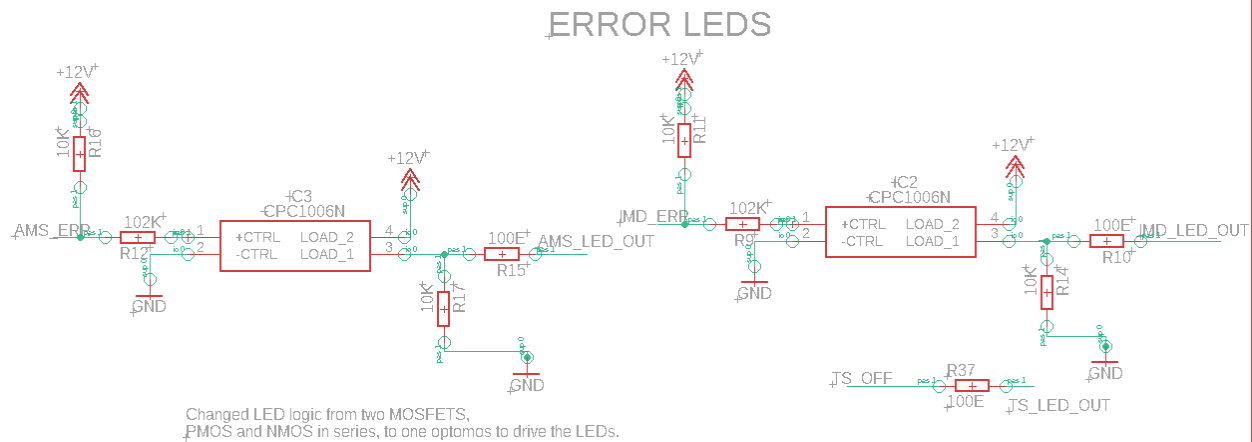 ERROR LEDS
+12V
10K
R16
AMS_ERR
102K
R12
GND
C3
CPC1006N
1
2
+CTRL
-CTRL
LOAD_2
LOAD_1
4
3
+12V
100E
R15
AMS_LED_OUT
10K
R17
GND
+12V
10K
R11
IMD_ERR
102K
R9
GND
C2
CPC1006N
1
2
+CTRL
-CTRL
LOAD_2
LOAD_1
4
3
+12V
100E
R10
IMD_LED_OUT
10K
R14
GND
TS_OFF
R37
100E
TS_LED_OUT
Changed LED logic from two MOSFETS,
PMOS and NMOS in series, to one optomos to drive the LEDs.